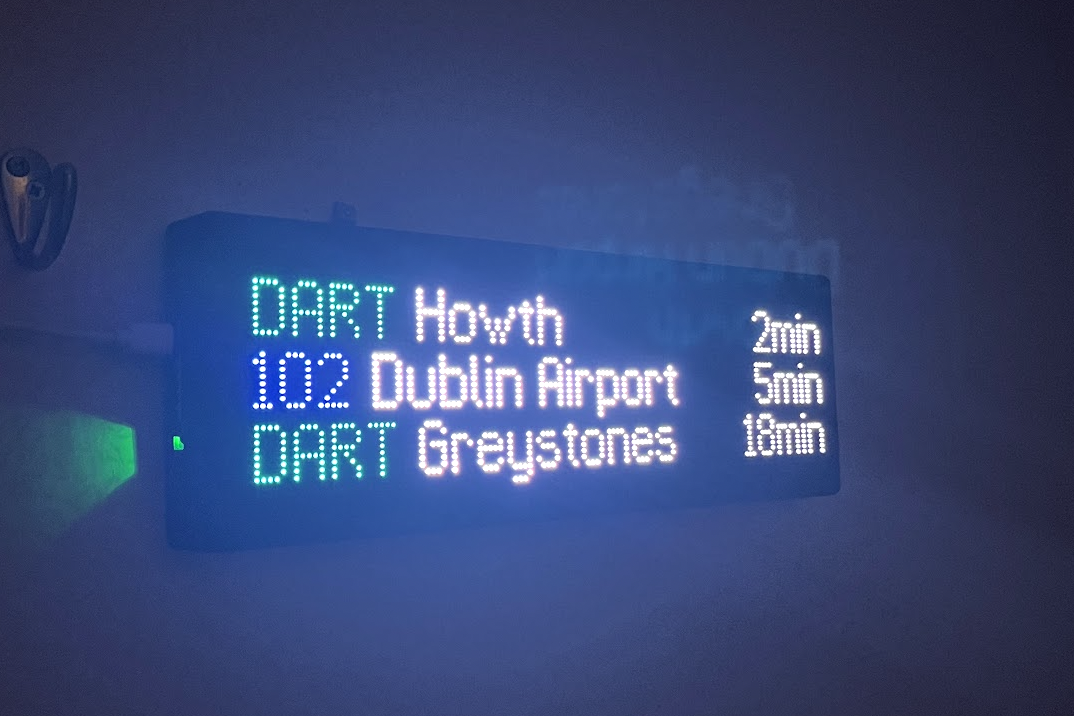 DART Howth 2min
102 Dublin Airport 5min
DART Greystones 18min